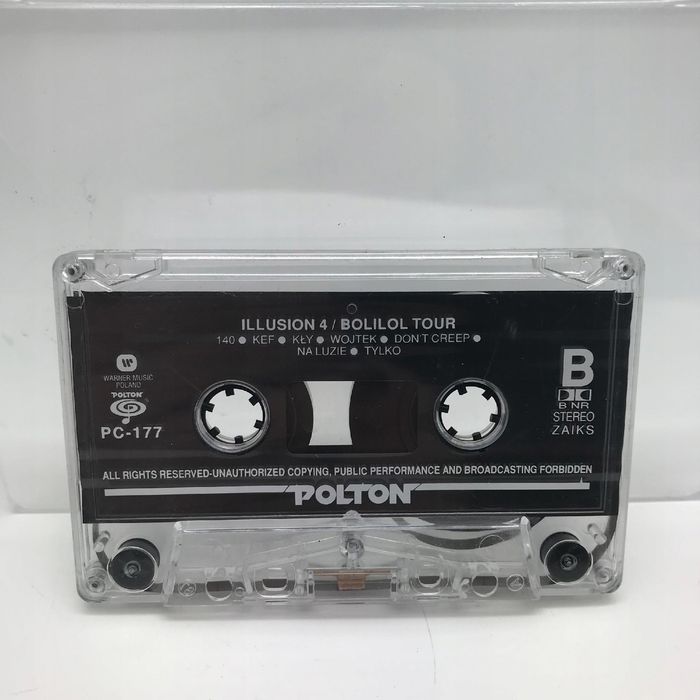 ILLUSION 4 / BOLILOL TOUR
140 ● KEF ● KŁY ● WOJTEK ● DON'T CREEP ●
NA LUZIE ● TYLKO
W
WARNER MUSIC
POLAND
POLTON
PC-177
B
B NR
STEREO
ZAIKS
ALL RIGHTS RESERVED-UNAUTHORIZED COPYING, PUBLIC PERFORMANCE AND BROADCASTING FORBIDDEN
POLTON